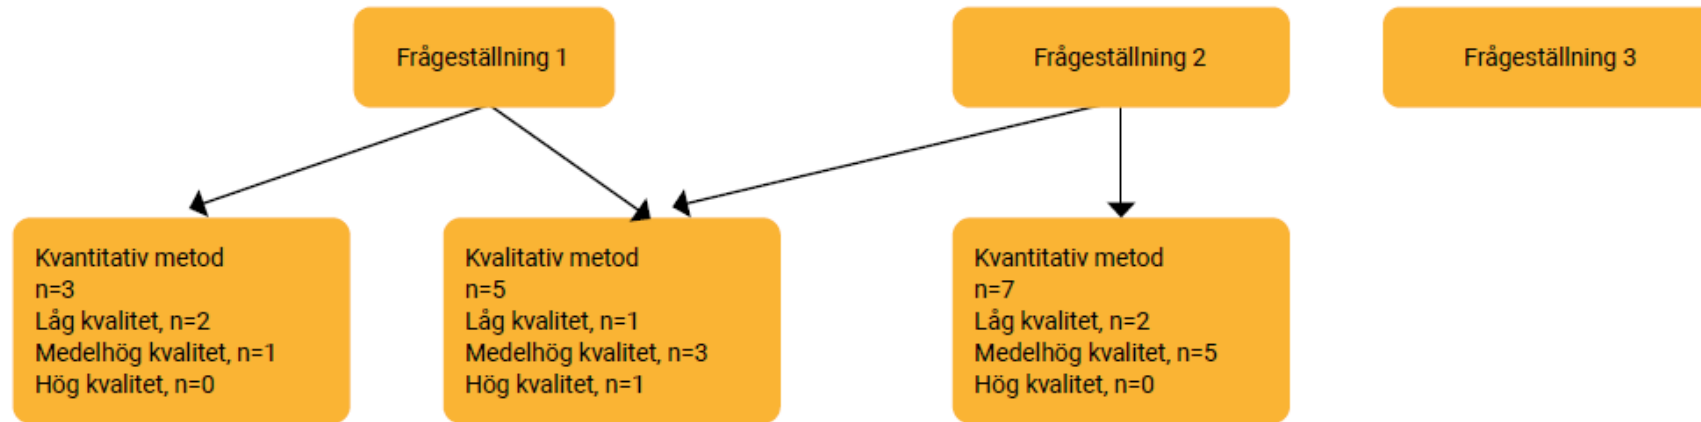 Frågeställning 1
Frågeställning 2
Frågeställning 3
Kvantitativ metod
n=3
Låg kvalitet, n=2
Medelhög kvalitet, n=1
Hög kvalitet, n=0
Kvalitativ metod
n=5
Låg kvalitet, n=1
Medelhög kvalitet, n=3
Hög kvalitet, n=1
Kvantitativ metod
n=7
Låg kvalitet, n=2
Medelhög kvalitet, n=5
Hög kvalitet, n=0